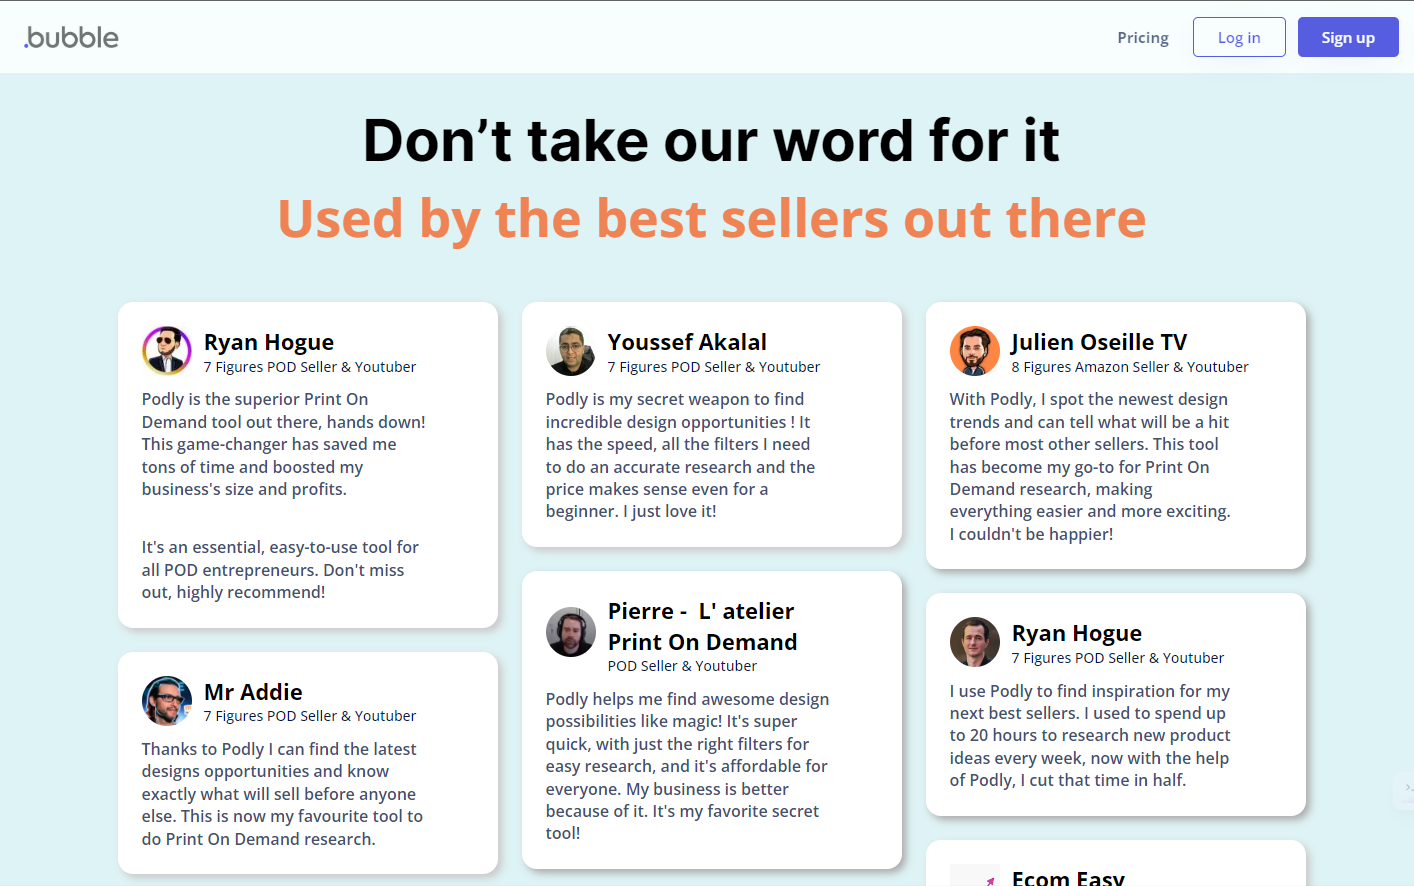 .bubble
Pricing
Log in
Sign up
Don’t take our word for it
Used by the best sellers out there
Ryan Hogue
7 Figures POD Seller & Youtuber
Podly is the superior Print On
Demand tool out there, hands down!
This game-changer has saved me
tons of time and boosted my
business's size and profits.
It's an essential, easy-to-use tool for
all POD entrepreneurs. Don't miss
out, highly recommend!
Mr Addie
7 Figures POD Seller & Youtuber
Thanks to Podly I can find the latest
designs opportunities and know
exactly what will sell before anyone
else. This is now my favourite tool to
do Print On Demand research.
Youssef Akalal
7 Figures POD Seller & Youtuber
Podly is my secret weapon to find
incredible design opportunities ! It
has the speed, all the filters I need
to do an accurate research and the
price makes sense even for a
beginner. I just love it!
Pierre -  L' atelier
Print On Demand
POD Seller & Youtuber
Podly helps me find awesome design
possibilities like magic! It's super
quick, with just the right filters for
easy research, and it's affordable for
everyone. My business is better
because of it. It's my favorite secret
tool!
Julien Oseille TV
8 Figures Amazon Seller & Youtuber
With Podly, I spot the newest design
trends and can tell what will be a hit
before most other sellers. This tool
has become my go-to for Print On
Demand research, making
everything easier and more exciting.
I couldn't be happier!
Ryan Hogue
7 Figures POD Seller & Youtuber
I use Podly to find inspiration for my
next best sellers. I used to spend up
to 20 hours to research new product
ideas every week, now with the help
of Podly, I cut that time in half.
Ecom Easy